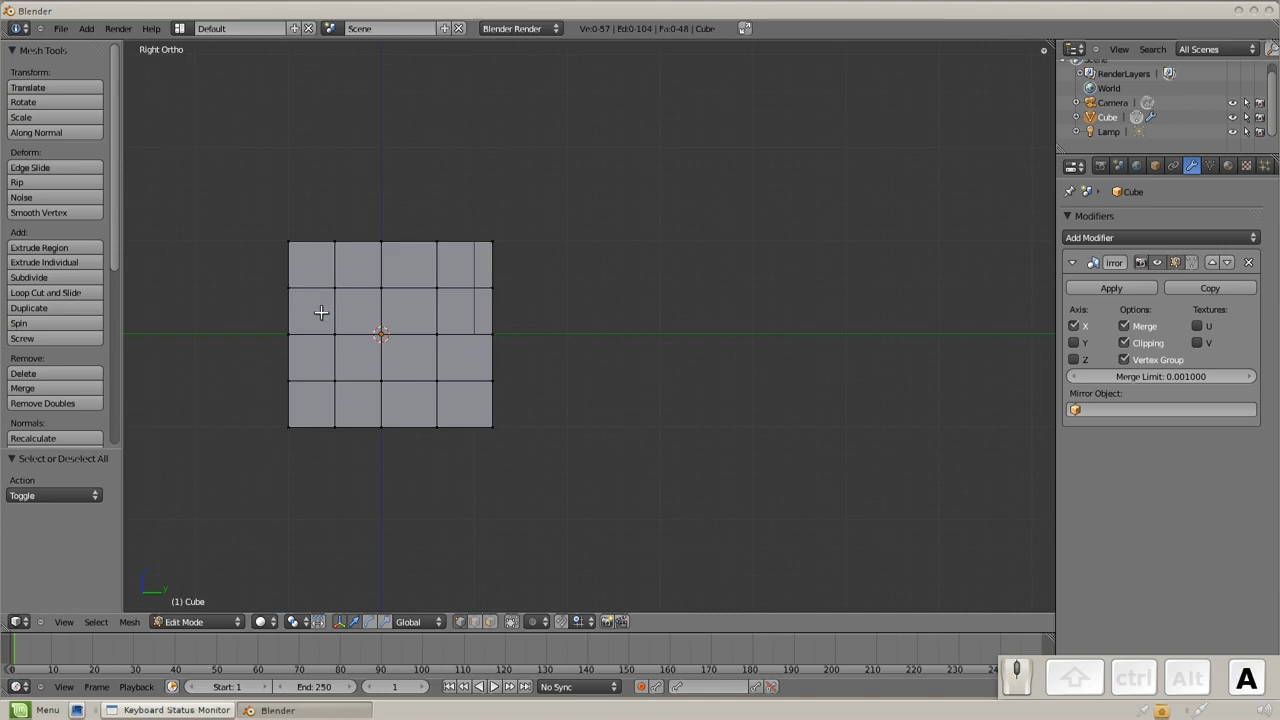 Blender
File Add Render Help Default Scene Blender Render Ve:0-57 | Ed:0-104 | Fa:0-48 | Cube
Mesh Tools
Transform:
Translate
Rotate
Scale
Along Normal
Deform:
Edge Slide
Rip
Noise
Smooth Vertex
Add:
Extrude Region
Extrude Individual
Subdivide
Loop Cut and Slide
Duplicate
Spin
Screw
Remove:
Delete
Merge
Remove Doubles
Normals:
Recalculate
Select or Deselect All
Action
Toggle
Right Ortho
y
(1) Cube
View Select Mesh Edit Mode Global
View Search All Scenes
Scene
RenderLayers
World
Camera
Cube
Lamp
Cube
Modifiers
Add Modifier
irror
Apply Copy
Axis: Options: Textures:
X Merge U
Y Clipping V
Z Vertex Group
Merge Limit: 0.001000
Mirror Object:
0 10 20 30 40 50 60 70 80 90 100 110 120 130 140 150 160 170 180 190 200 210 220 230
View Frame Playback Start: 1 End: 250 1 No Sync
ctrl Alt A
Menu Keyboard Status Monitor Blender